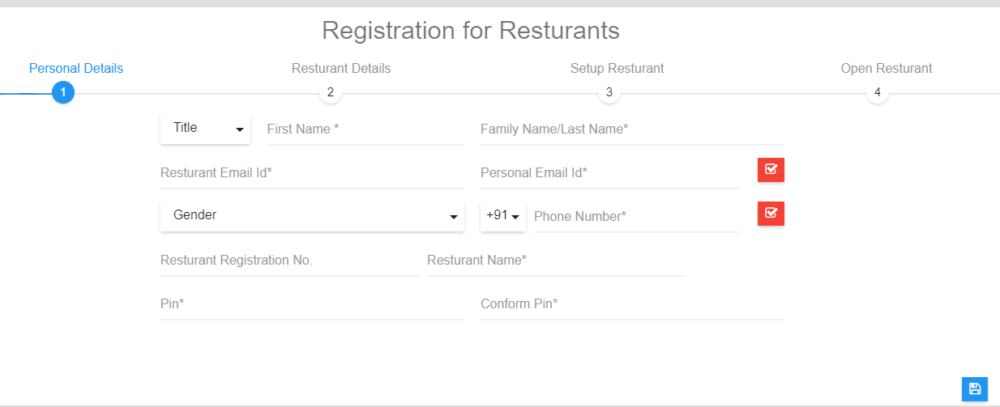 Registration for Resturants
Personal Details Resturant Details Setup Resturant Open Resturant
1 2 3 4
Title First Name * Family Name/Last Name*
Resturant Email Id* Personal Email Id*
Gender +91 Phone Number*
Resturant Registration No. Resturant Name*
Pin* Conform Pin*